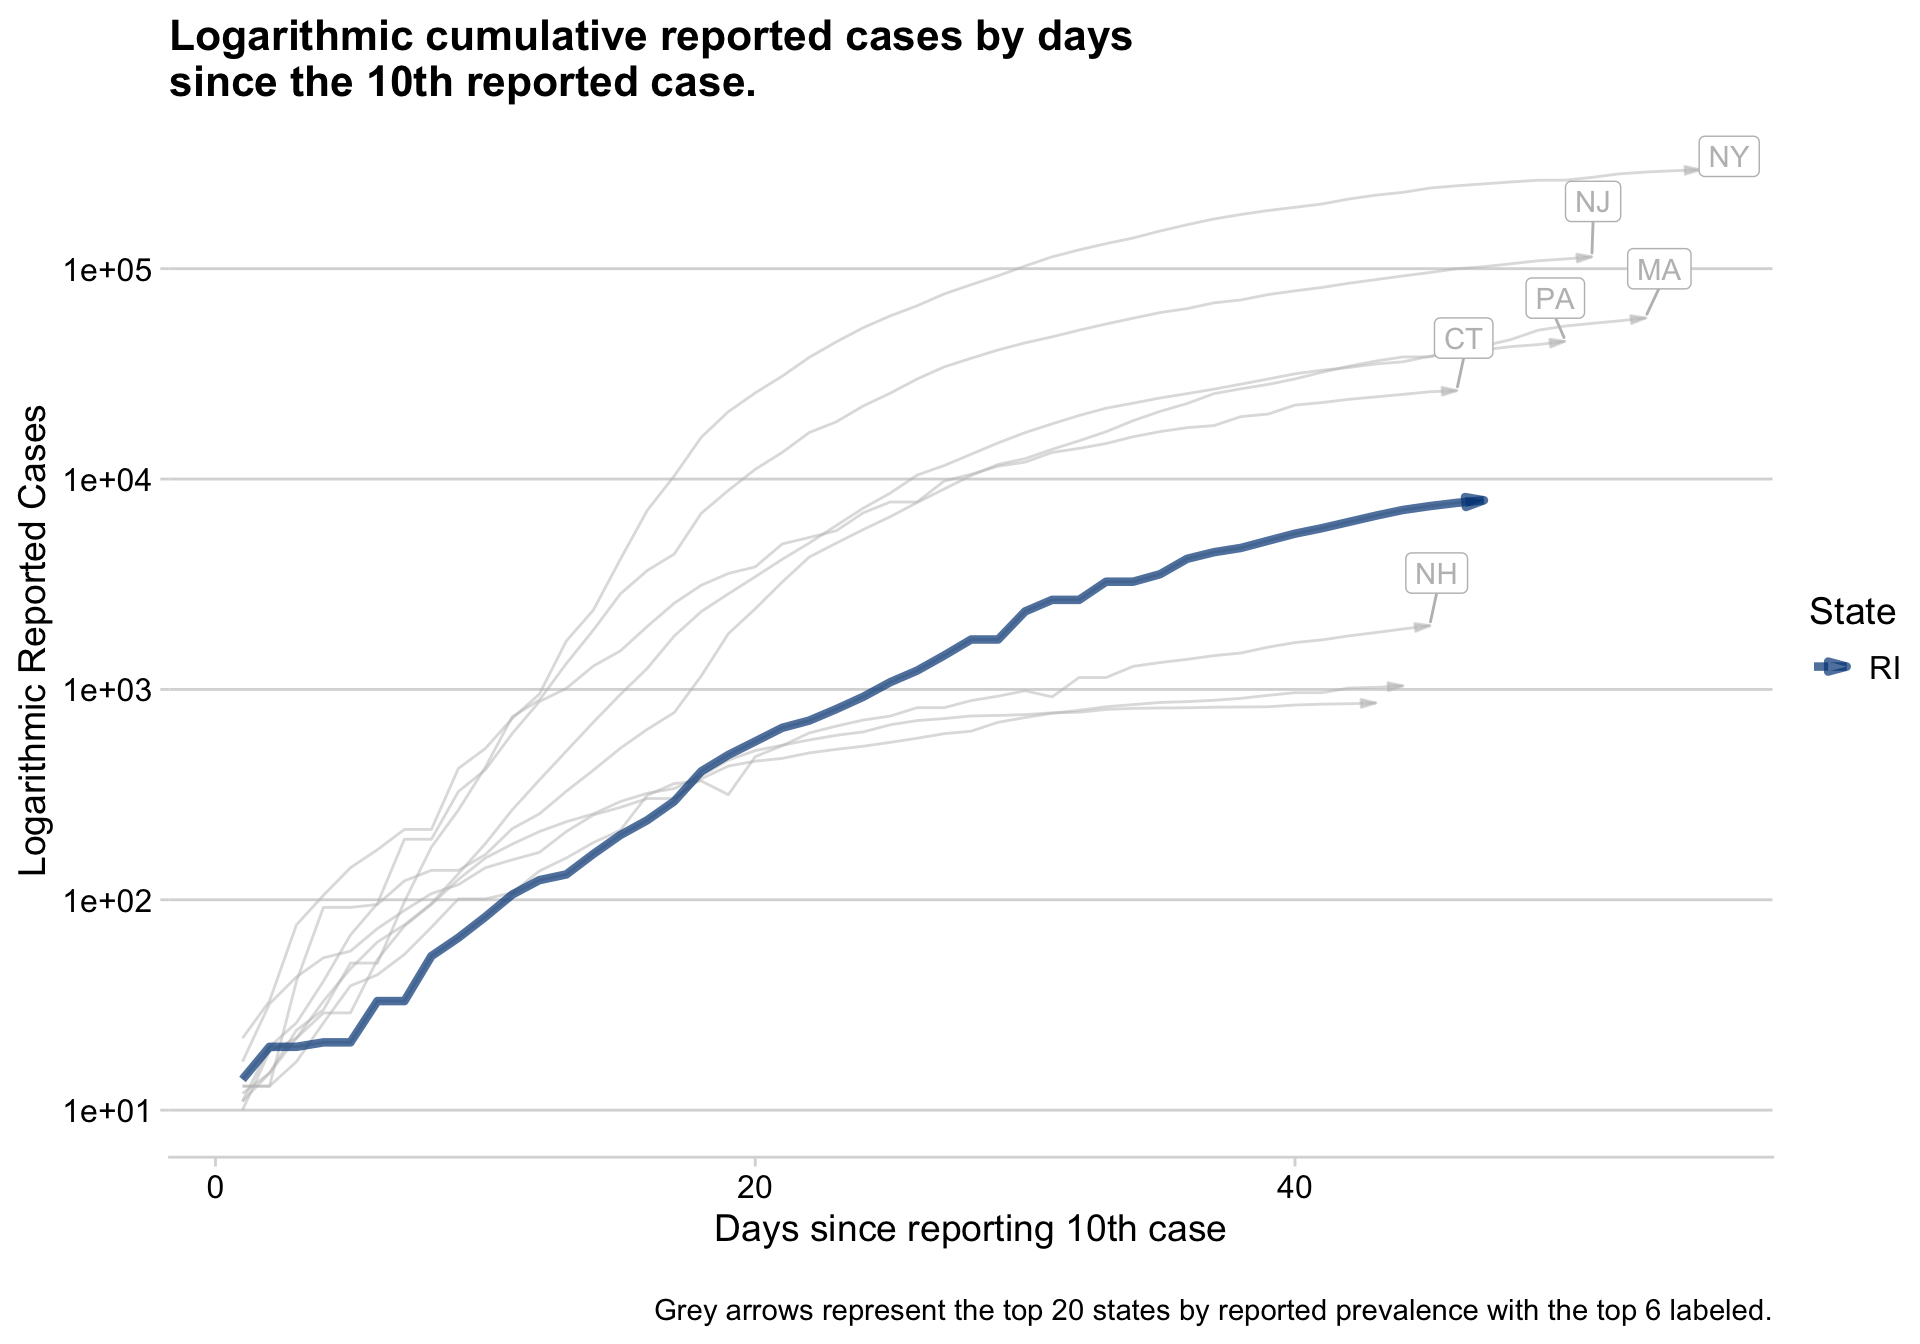 Logarithmic cumulative reported cases by days
since the 10th reported case.
NY
NJ
1e+05
MA
PA
CT
1e+04
NH
1e+03
1e+02
1e+01
Logarithmic Reported Cases
State
RI
0 20 40
Days since reporting 10th case
Grey arrows represent the top 20 states by reported prevalence with the top 6 labeled.